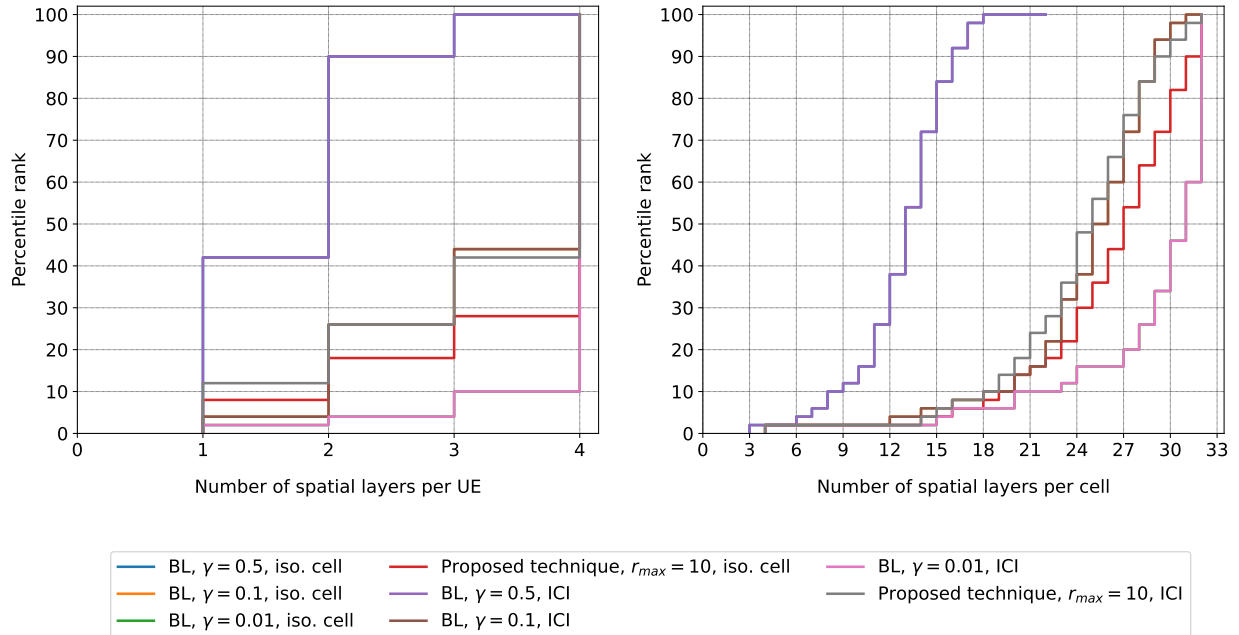 100
90
80
70
60
50
40
30
20
10
0
Percentile rank
0 1 2 3 4
Number of spatial layers per UE
100
90
80
70
60
50
40
30
20
10
0
Percentile rank
0 3 6 9 12 15 18 21 24 27 30 33
Number of spatial layers per cell
BL, γ = 0.5, iso. cell
BL, γ = 0.1, iso. cell
BL, γ = 0.01, iso. cell
Proposed technique, r_max = 10, iso. cell
BL, γ = 0.5, ICI
BL, γ = 0.1, ICI
BL, γ = 0.01, ICI
Proposed technique, r_max = 10, ICI